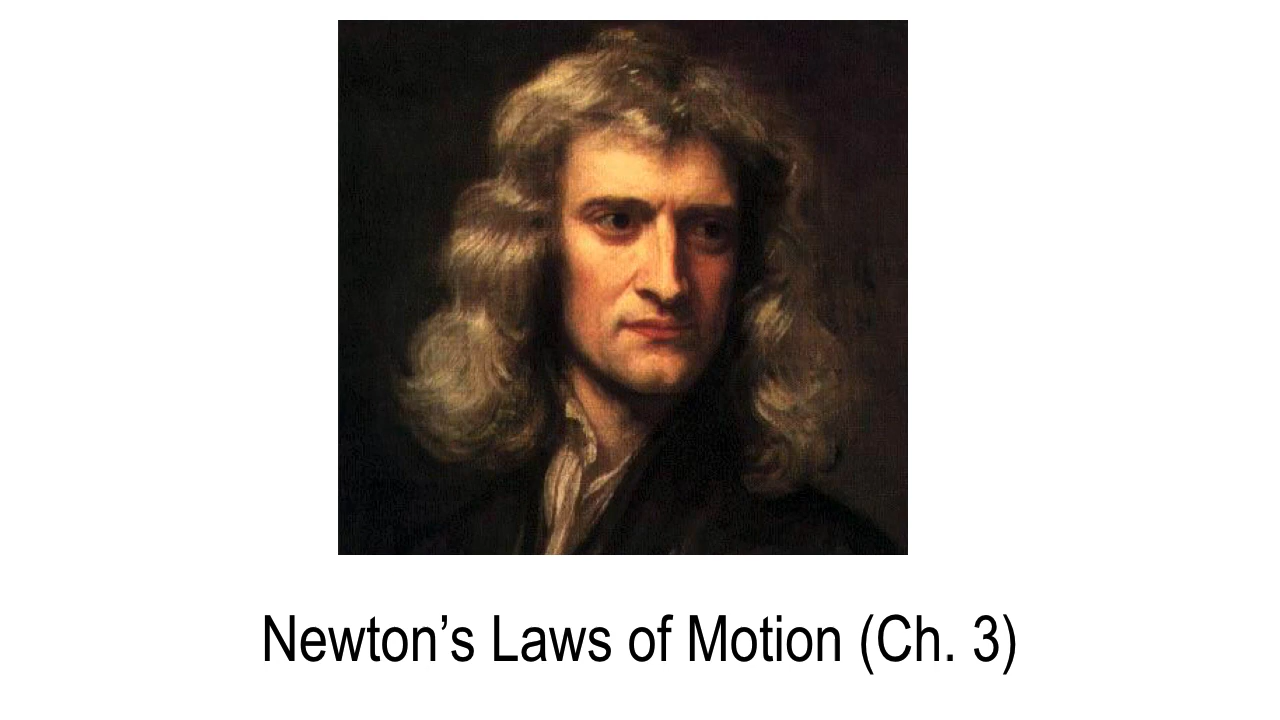 Newton’s Laws of Motion (Ch. 3)